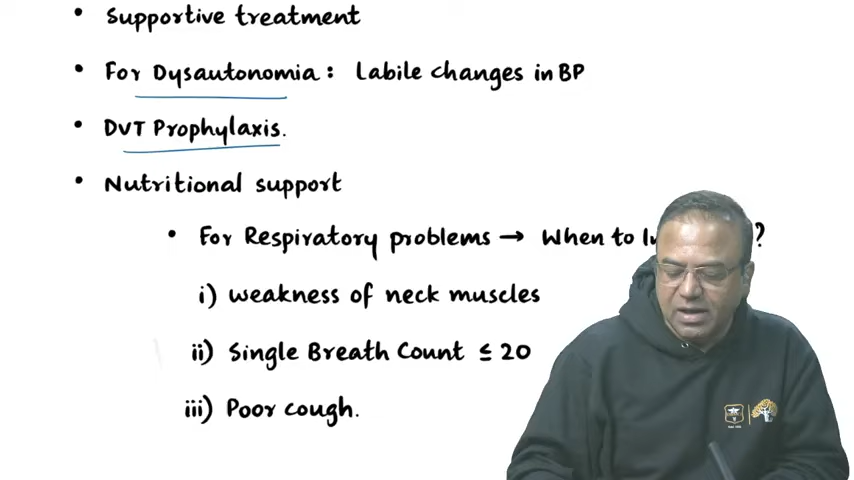 • Supportive treatment
• For Dysautonomia : Labile changes in BP
• DVT Prophylaxis.
• Nutritional support
• For Respiratory problems → When to ?
i) weakness of neck muscles
ii) Single Breath Count ≤ 20
iii) Poor cough.